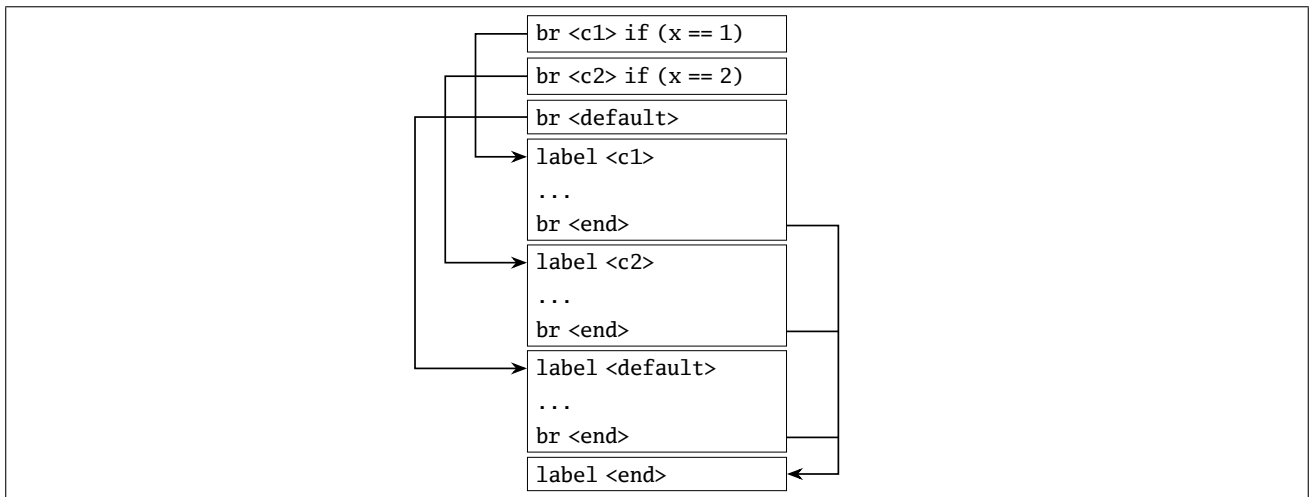 br <c1> if (x == 1)
br <c2> if (x == 2)
br <default>
label <c1>
...
br <end>
label <c2>
...
br <end>
label <default>
...
br <end>
label <end>